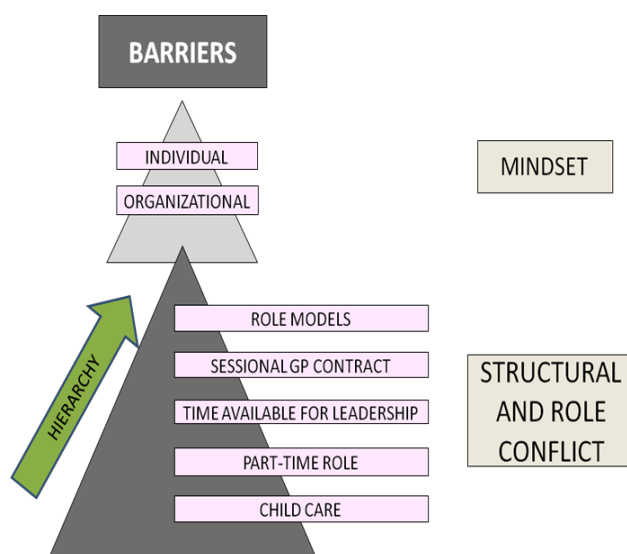 BARRIERS
INDIVIDUAL
ORGANIZATIONAL
MINDSET
HIERARCHY
ROLE MODELS
SESSIONAL GP CONTRACT
TIME AVAILABLE FOR LEADERSHIP
PART-TIME ROLE
CHILD CARE
STRUCTURAL
AND ROLE
CONFLICT